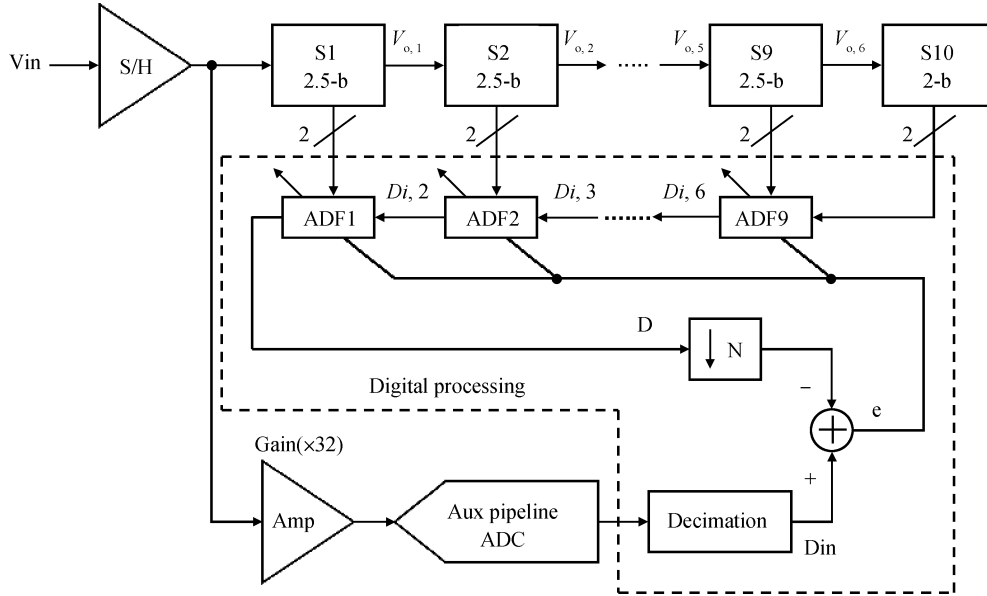 Vin
S/H
S1
2.5-b
V o, 1
S2
2.5-b
V o, 2
......
V o, 5
S9
2.5-b
V o, 6
S10
2-b
2
2
2
2
ADF1
Di, 2
ADF2
Di, 3
.......
Di, 6
ADF9
D
N
−
e
Digital processing
+
Gain(×32)
Amp
Aux pipeline
ADC
Decimation
Din